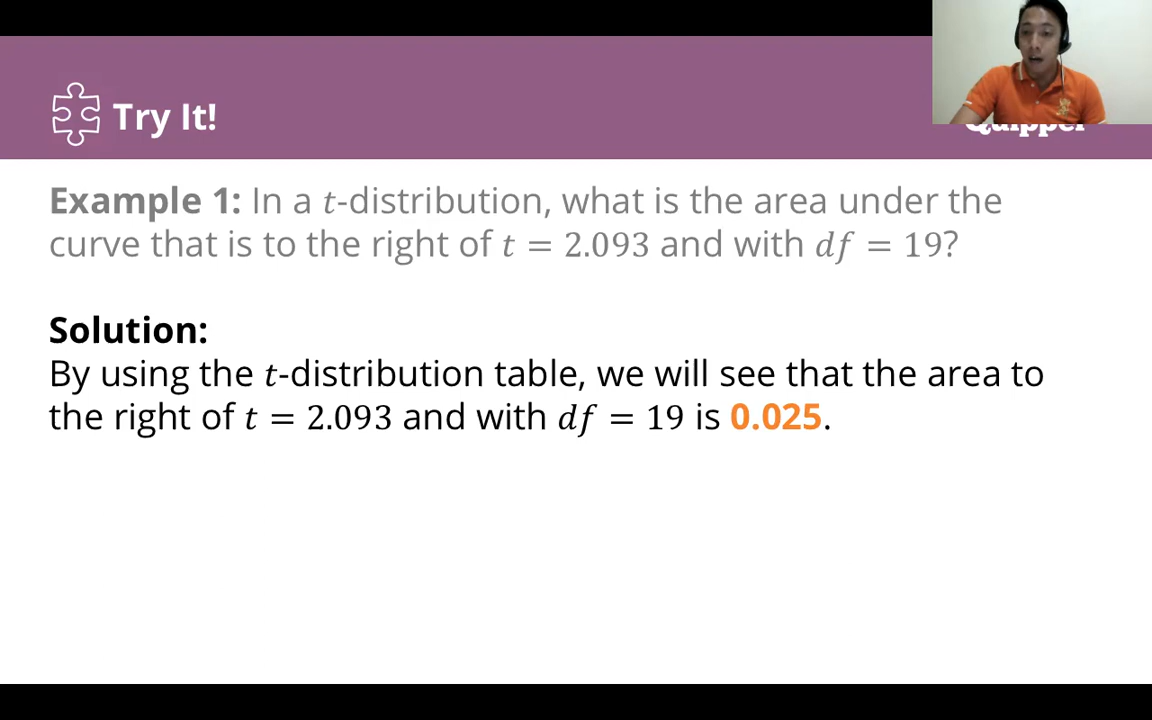 Try It!
Quipper
Example 1: In a t-distribution, what is the area under the
curve that is to the right of t = 2.093 and with df = 19?
Solution:
By using the t-distribution table, we will see that the area to
the right of t = 2.093 and with df = 19 is 0.025.